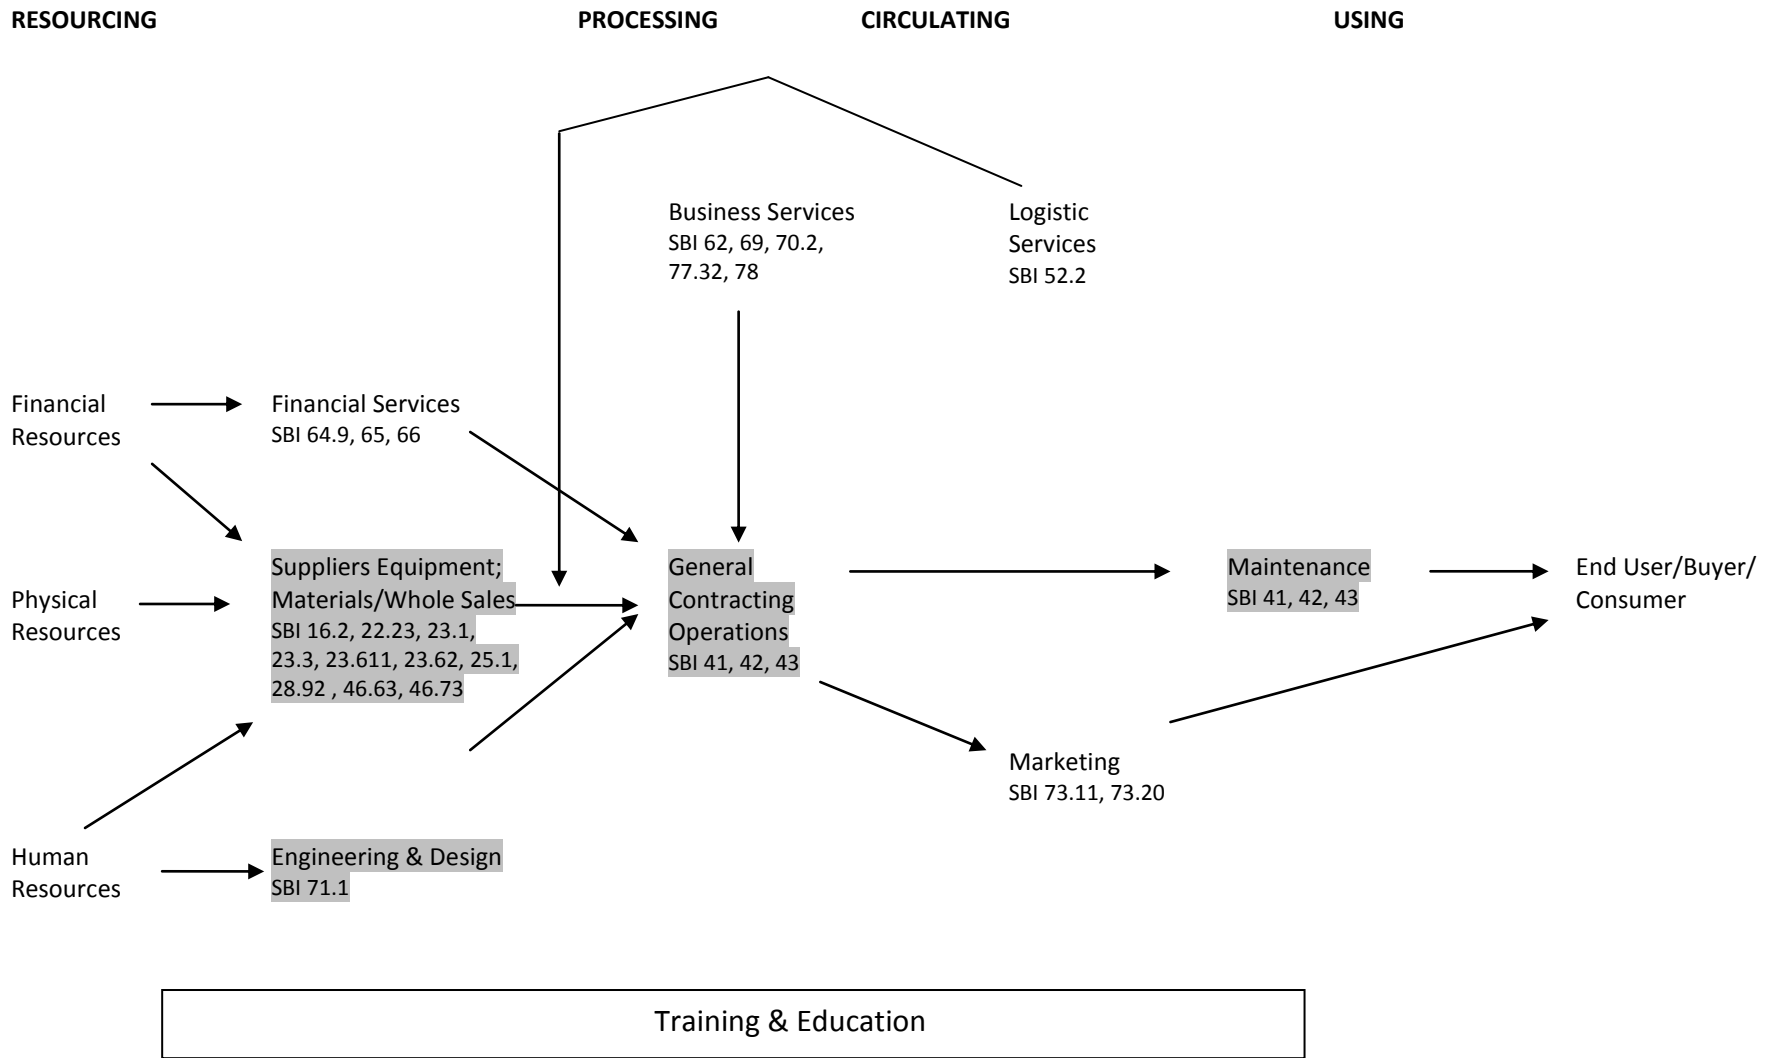 RESOURCING
PROCESSING
CIRCULATING
USING
Business Services
SBI 62, 69, 70.2,
77.32, 78
Logistic
Services
SBI 52.2
Financial
Resources
Financial Services
SBI 64.9, 65, 66
Physical
Resources
Suppliers Equipment;
Materials/Whole Sales
SBI 16.2, 22.23, 23.1,
23.3, 23.611, 23.62, 25.1,
28.92 , 46.63, 46.73
General
Contracting
Operations
SBI 41, 42, 43
Maintenance
SBI 41, 42, 43
End User/Buyer/
Consumer
Marketing
SBI 73.11, 73.20
Human
Resources
Engineering & Design
SBI 71.1
Training & Education